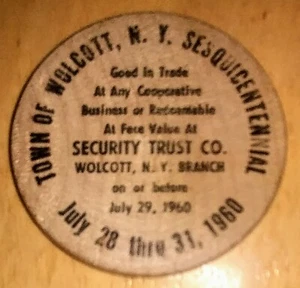 TOWN OF WOLCOTT, N. Y. SESQUICENTENNIAL
Good in Trade
At Any Cooperative
Business or Redeemable
At Face Value At
SECURITY TRUST CO.
WOLCOTT, N. Y. BRANCH
on or before
July 29, 1960
July 28 thru 31, 1960